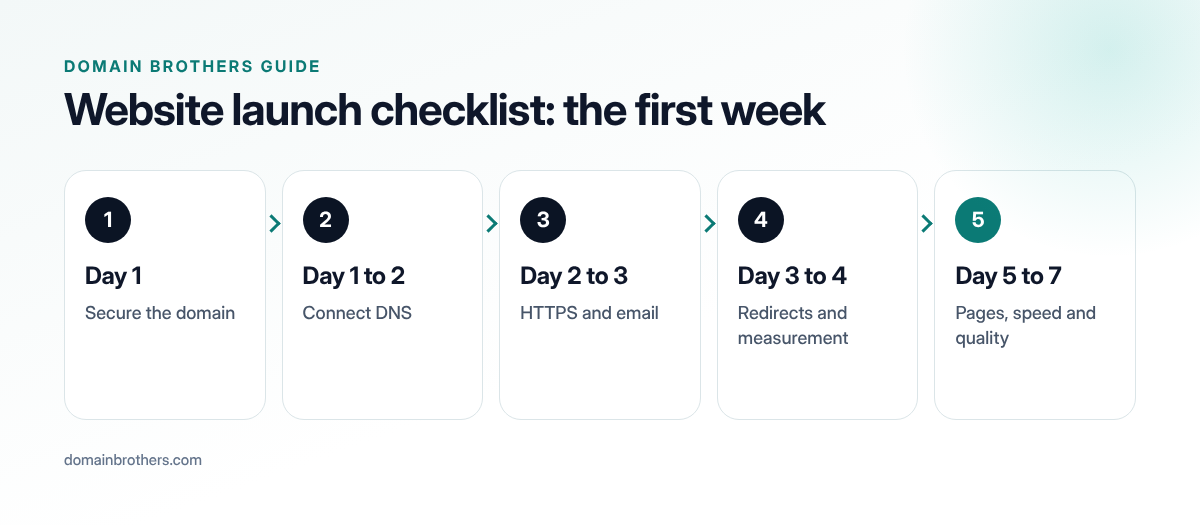 DOMAIN BROTHERS GUIDE
Website launch checklist: the first week
1
Day 1
Secure the domain
2
Day 1 to 2
Connect DNS
3
Day 2 to 3
HTTPS and email
4
Day 3 to 4
Redirects and
measurement
5
Day 5 to 7
Pages, speed and
quality
domainbrothers.com